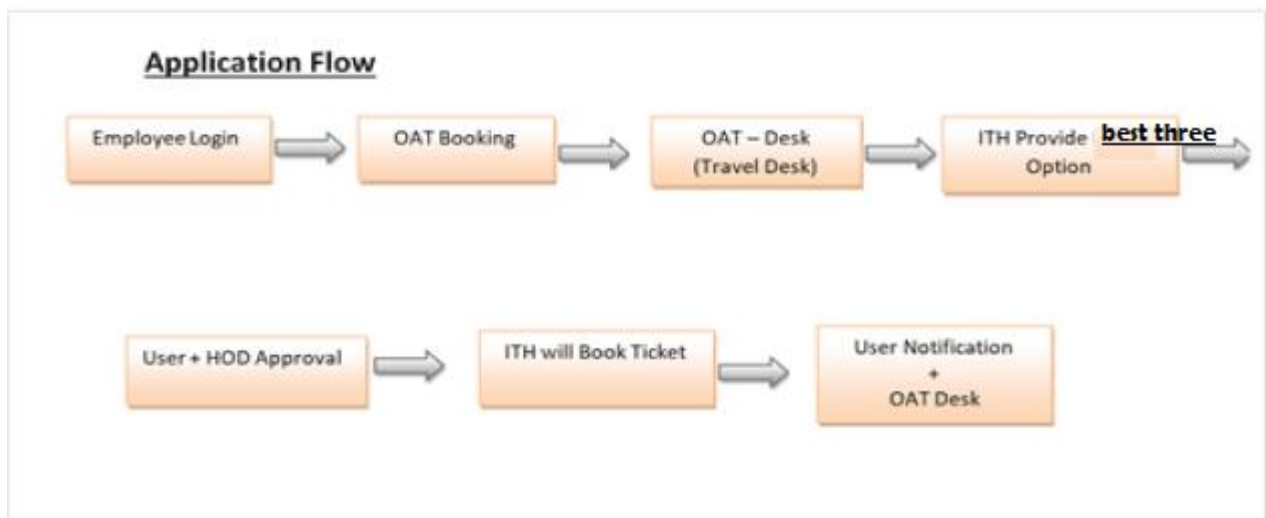 Application Flow
Employee Login
OAT Booking
OAT – Desk
(Travel Desk)
ITH Provide best three
Option
User + HOD Approval
ITH will Book Ticket
User Notification
+
OAT Desk